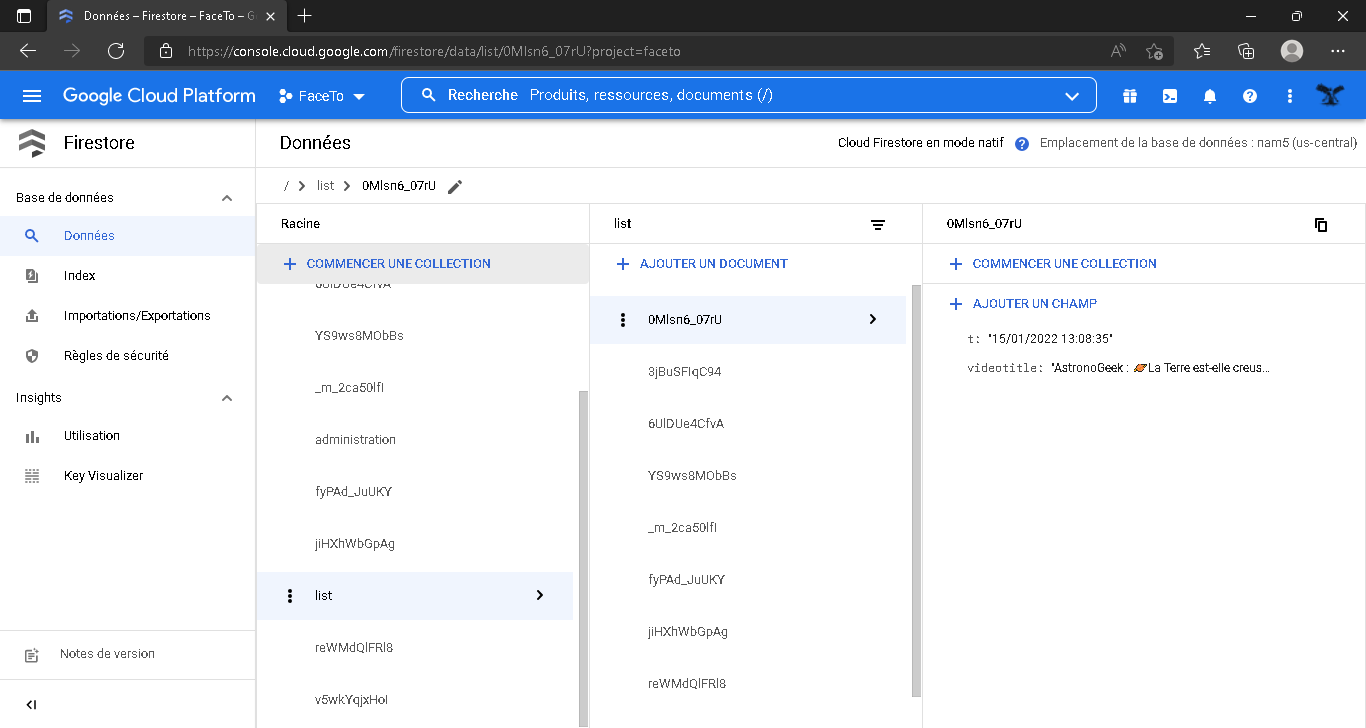 Données – Firestore – FaceTo – G
https://console.cloud.google.com/firestore/data/list/0Mlsn6_07rU?project=faceto
Google Cloud Platform
FaceTo
Recherche Produits, ressources, documents (/)
Firestore
Données
Cloud Firestore en mode natif
Emplacement de la base de données : nam5 (us-central)
/ list 0Mlsn6_07rU
Base de données
Données
Index
Importations/Exportations
Règles de sécurité
Insights
Utilisation
Key Visualizer
Notes de version
Racine
COMMENCER UNE COLLECTION
6UlDUe4CfvA
YS9ws8MObBs
_m_2ca50lfI
administration
fyPAd_JuUKY
jiHXhWbGpAg
list
reWMdQlFRl8
v5wkYqjxHoI
list
AJOUTER UN DOCUMENT
0Mlsn6_07rU
3jBuSFIqC94
6UlDUe4CfvA
YS9ws8MObBs
_m_2ca50lfI
fyPAd_JuUKY
jiHXhWbGpAg
reWMdQlFRl8
0Mlsn6_07rU
COMMENCER UNE COLLECTION
AJOUTER UN CHAMP
t: "15/01/2022 13:08:35"
videotitle: "AstronoGeek : 🪐La Terre est-elle creus...